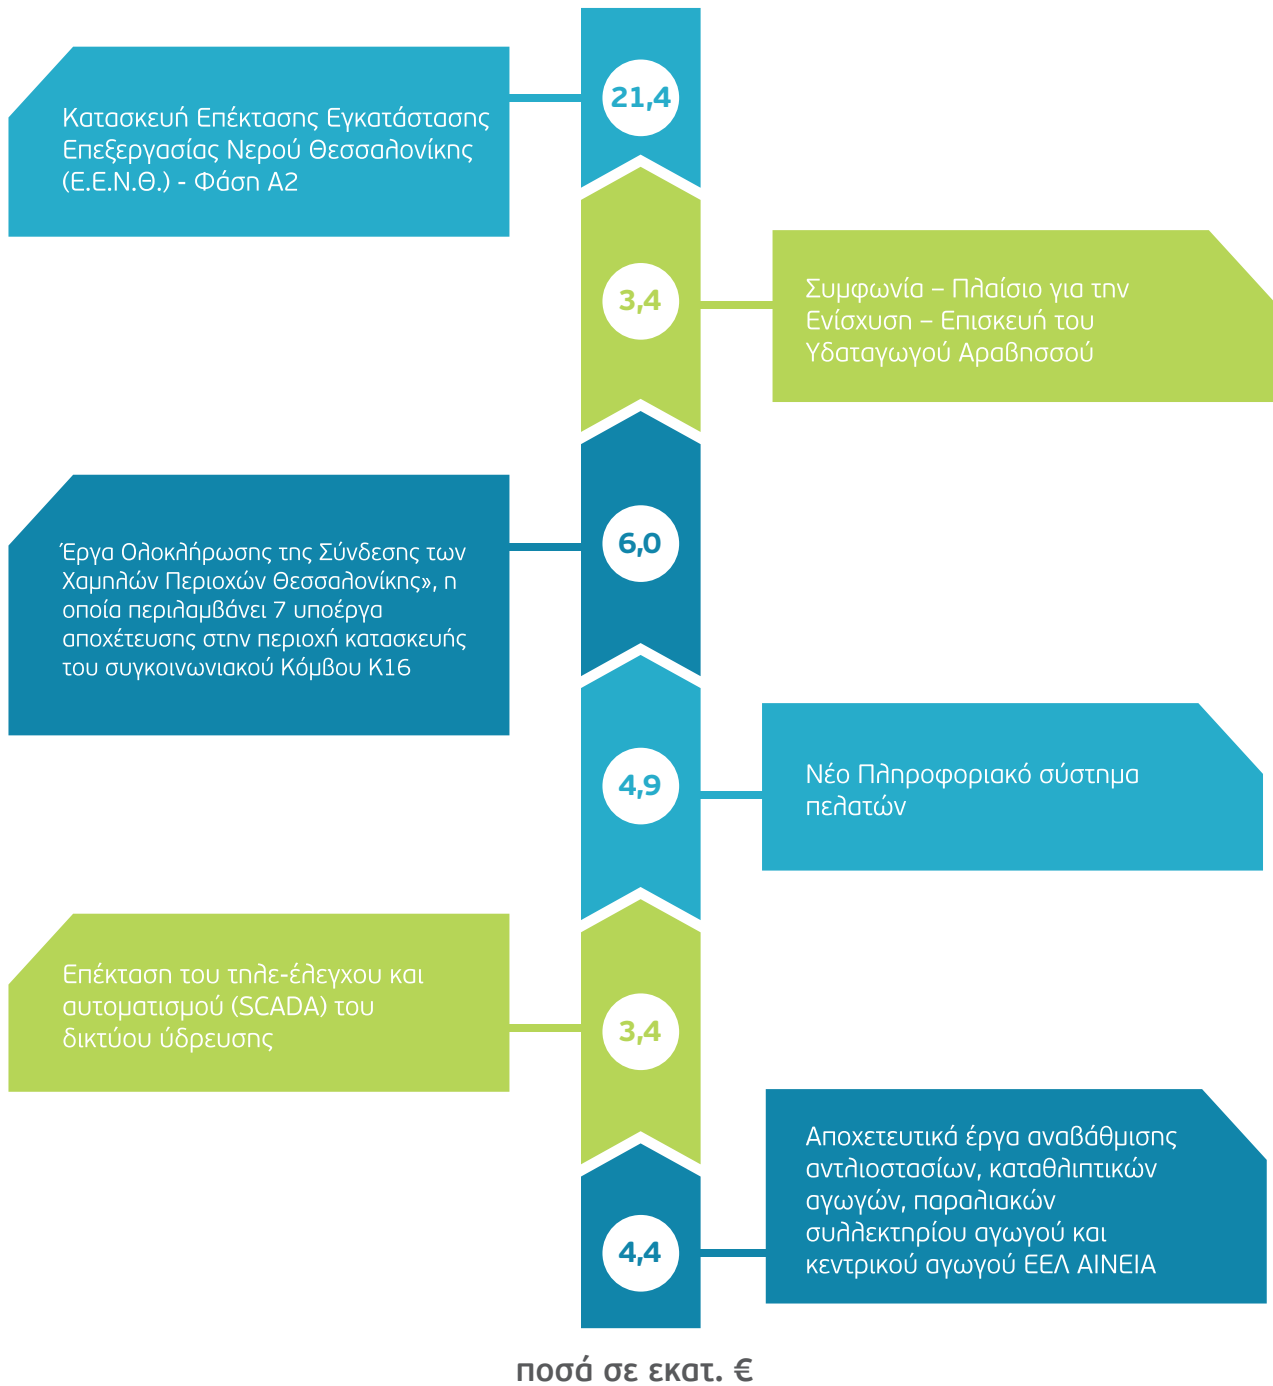 21,4
Κατασκευή Επέκτασης Εγκατάστασης
Επεξεργασίας Νερού Θεσσαλονίκης
(Ε.Ε.Ν.Θ.) - Φάση Α2
3,4
Συμφωνία – Πλαίσιο για την
Ενίσχυση – Επισκευή του
Υδαταγωγού Αραβησσού
6,0
Έργα Ολοκλήρωσης της Σύνδεσης των
Χαμηλών Περιοχών Θεσσαλονίκης», η
οποία περιλαμβάνει 7 υποέργα
αποχέτευσης στην περιοχή κατασκευής
του συγκοινωνιακού Κόμβου Κ16
4,9
Νέο Πληροφοριακό σύστημα
πελατών
Επέκταση του τηλε-έλεγχου και
αυτοματισμού (SCADA) του
δικτύου ύδρευσης
3,4
Αποχετευτικά έργα αναβάθμισης
αντλιοστασίων, καταθλιπτικών
αγωγών, παραλιακών
συλλεκτηρίου αγωγού και
κεντρικού αγωγού ΕΕΛ ΑΙΝΕΙΑ
4,4
ποσά σε εκατ. €